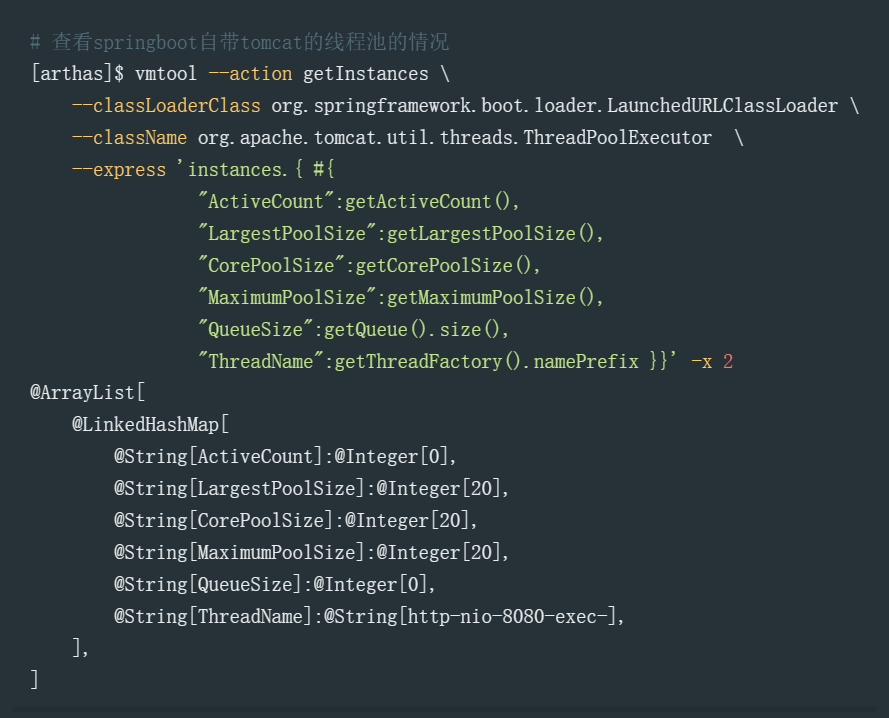 # 查看springboot自带tomcat的线程池的情况
[arthas]$ vmtool --action getInstances \
    --classLoaderClass org.springframework.boot.loader.LaunchedURLClassLoader \
    --className org.apache.tomcat.util.threads.ThreadPoolExecutor  \
    --express 'instances.{ #{
                "ActiveCount":getActiveCount(),
                "LargestPoolSize":getLargestPoolSize(),
                "CorePoolSize":getCorePoolSize(),
                "MaximumPoolSize":getMaximumPoolSize(),
                "QueueSize":getQueue().size(),
                "ThreadName":getThreadFactory().namePrefix }}' -x 2
@ArrayList[
    @LinkedHashMap[
        @String[ActiveCount]:@Integer[0],
        @String[LargestPoolSize]:@Integer[20],
        @String[CorePoolSize]:@Integer[20],
        @String[MaximumPoolSize]:@Integer[20],
        @String[QueueSize]:@Integer[0],
        @String[ThreadName]:@String[http-nio-8080-exec-],
    ],
]